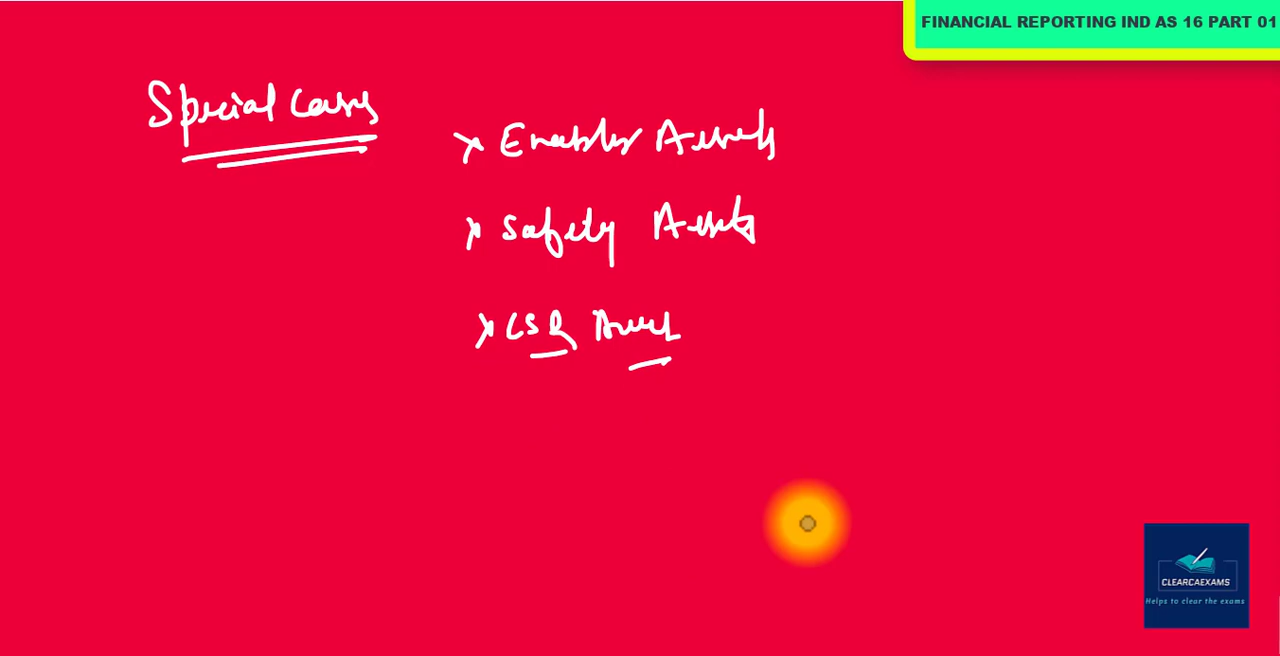 FINANCIAL REPORTING IND AS 16 PART 01
Special Cases
Enabler Assets
Safety Assets
CSR Asset
CLEARCAEXAMS
Helps to clear the exams